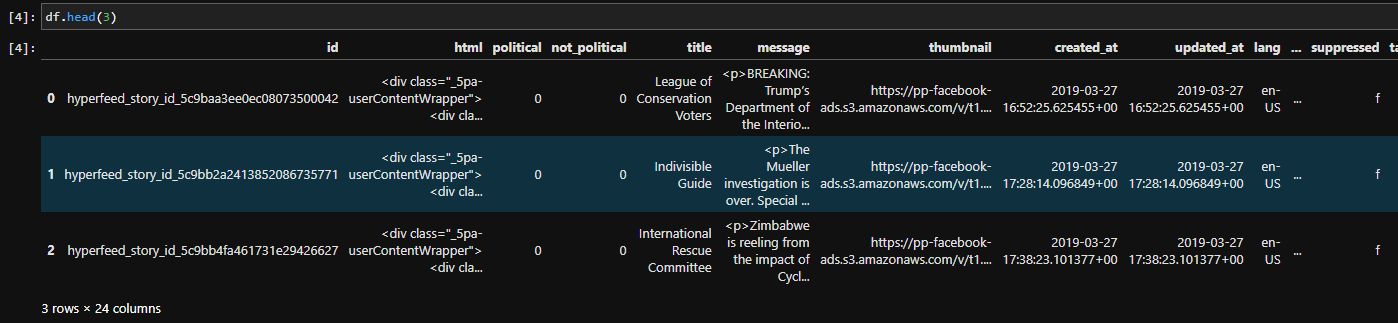 [4]: df.head(3)
[4]: id html political not_political title message thumbnail created_at updated_at lang ... suppressed ta
0 hyperfeed_story_id_5c9baa3ee0ec08073500042 <div class="_5pa-userContentWrapper"><div cla... 0 0 League of Conservation Voters <p>BREAKING: Trump's Department of the Interio... https://pp-facebook-ads.s3.amazonaws.com/v/t1.... 2019-03-27 16:52:25.625455+00 2019-03-27 16:52:25.625455+00 en-US ... f
1 hyperfeed_story_id_5c9bb2a2413852086735771 <div class="_5pa-userContentWrapper"><div cla... 0 0 Indivisible Guide <p>The Mueller investigation is over. Special ... https://pp-facebook-ads.s3.amazonaws.com/v/t1.... 2019-03-27 17:28:14.096849+00 2019-03-27 17:28:14.096849+00 en-US ... f
2 hyperfeed_story_id_5c9bb4fa461731e29426627 <div class="_5pa-userContentWrapper"><div cla... 0 0 International Rescue Committee <p>Zimbabwe is reeling from the impact of Cycl... https://pp-facebook-ads.s3.amazonaws.com/v/t1.... 2019-03-27 17:38:23.101377+00 2019-03-27 17:38:23.101377+00 en-US ... f
3 rows × 24 columns